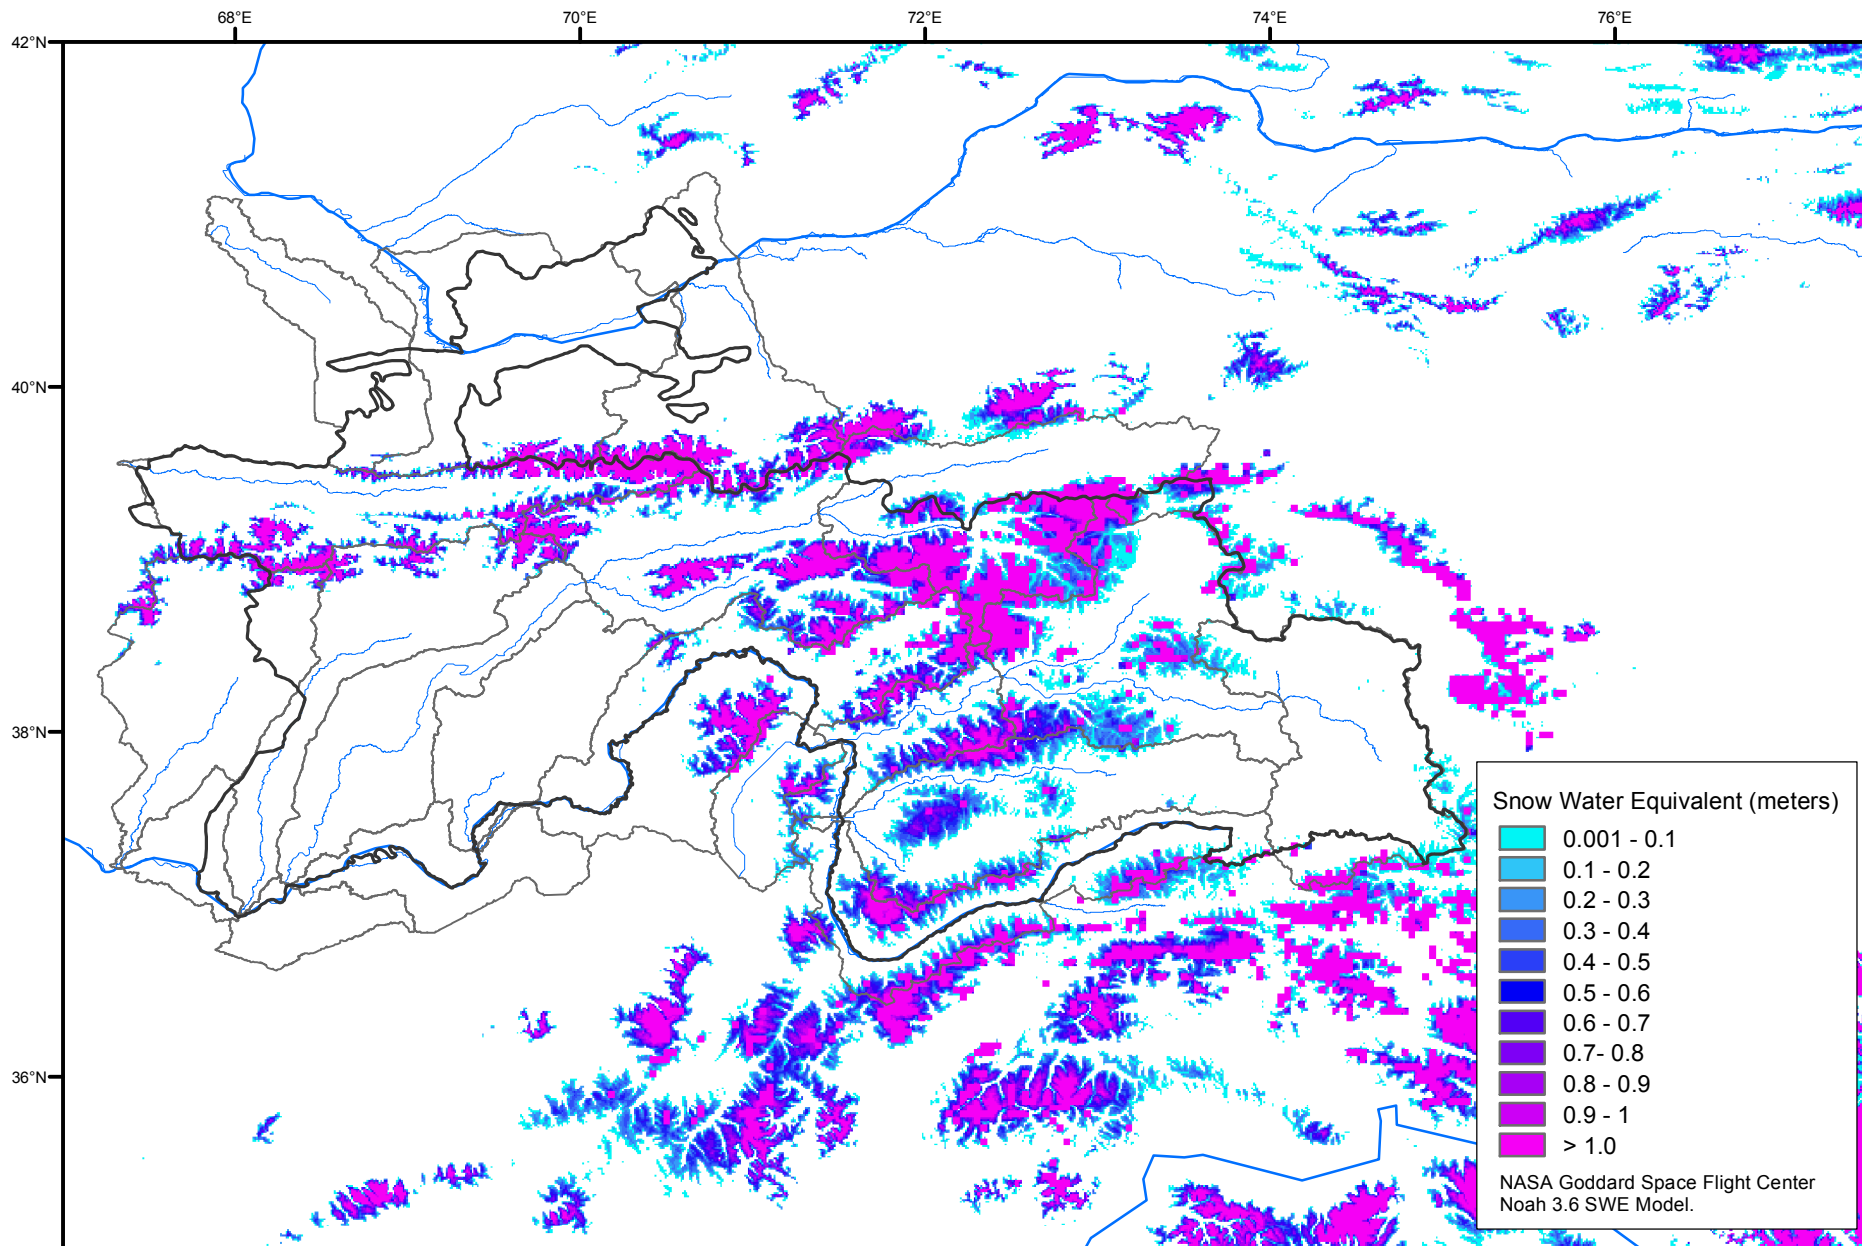 68°E
70°E
72°E
74°E
76°E
42°N
40°N
38°N
36°N
Snow Water Equivalent (meters)
0.001 - 0.1
0.1 - 0.2
0.2 - 0.3
0.3 - 0.4
0.4 - 0.5
0.5 - 0.6
0.6 - 0.7
0.7- 0.8
0.8 - 0.9
0.9 - 1
> 1.0
NASA Goddard Space Flight Center
Noah 3.6 SWE Model.